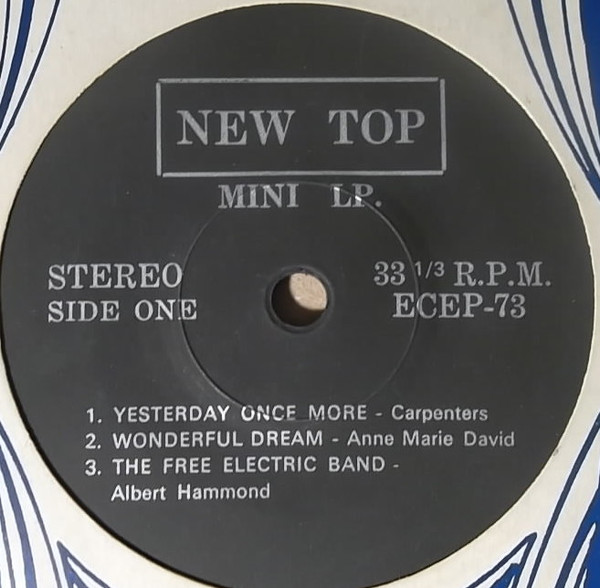 NEW TOP
MINI LP.
STEREO
33 1/3 R.P.M.
SIDE ONE
ECEP-73
1. YESTERDAY ONCE MORE - Carpenters
2. WONDERFUL DREAM - Anne Marie David
3. THE FREE ELECTRIC BAND -
Albert Hammond